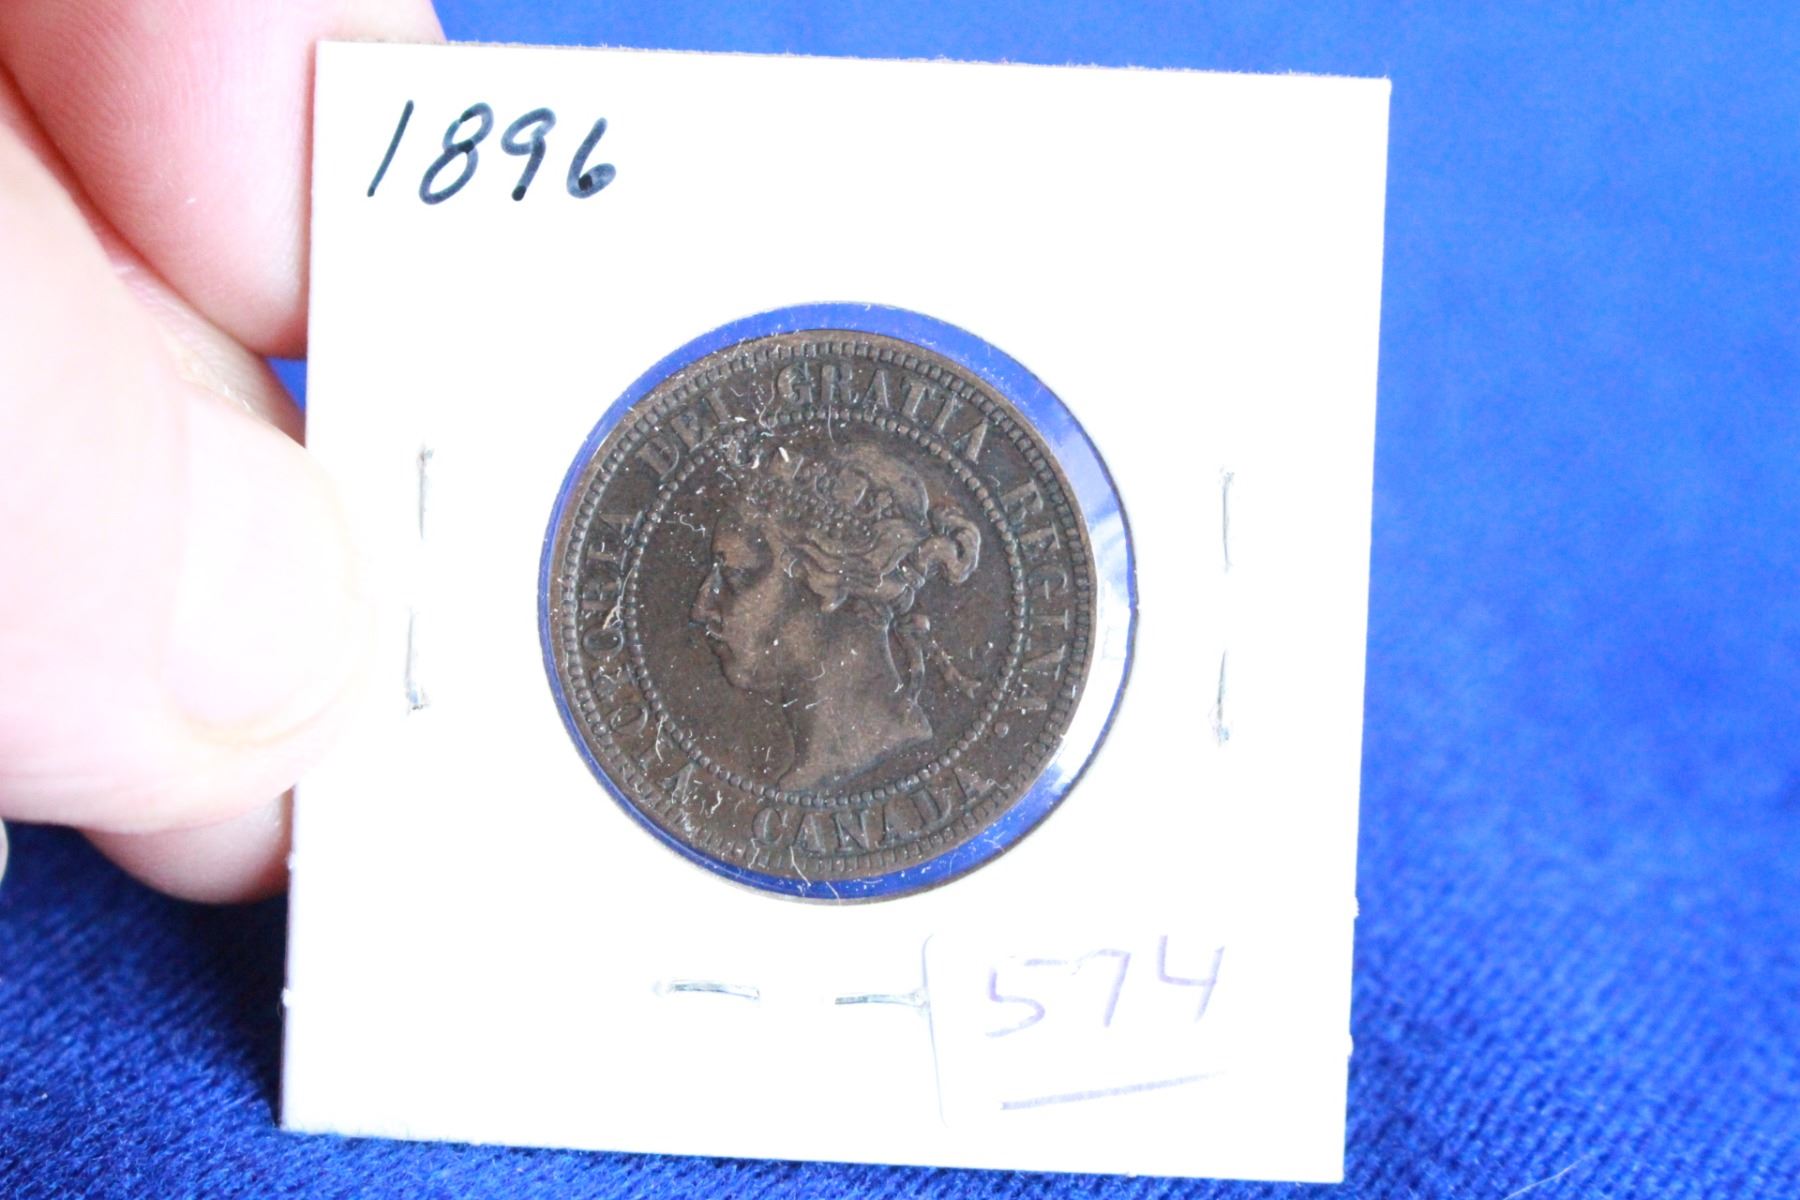 1896
VICTORIA DEI GRATIA REGINA.
CANADA
574